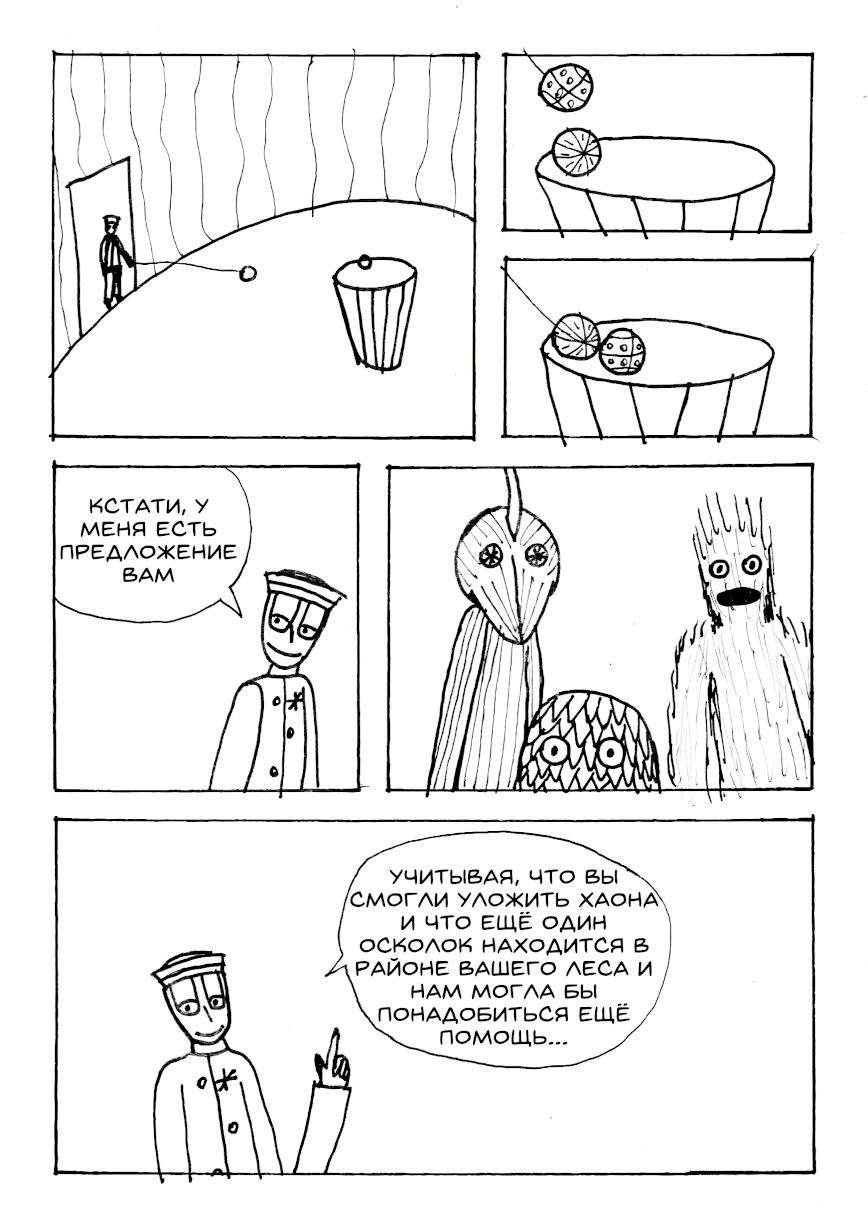 КСТАТИ, У
МЕНЯ ЕСТЬ
ПРЕДЛОЖЕНИЕ
ВАМ
УЧИТЫВАЯ, ЧТО ВЫ
СМОГЛИ УЛОЖИТЬ ХАОНА
И ЧТО ЕЩЁ ОДИН
ОСКОЛОК НАХОДИТСЯ В
РАЙОНЕ ВАШЕГО ЛЕСА И
НАМ МОГЛА БЫ
ПОНАДОБИТЬСЯ ЕЩЁ
ПОМОЩЬ...